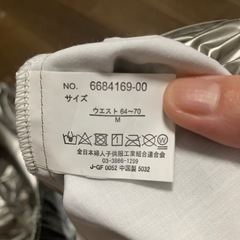 NO. 6684169-00
サイズ
ウエスト 64~70
M
全日本婦人子供服工業組合連合会
03-3866-1299
J-GF 0052 中国製 5032